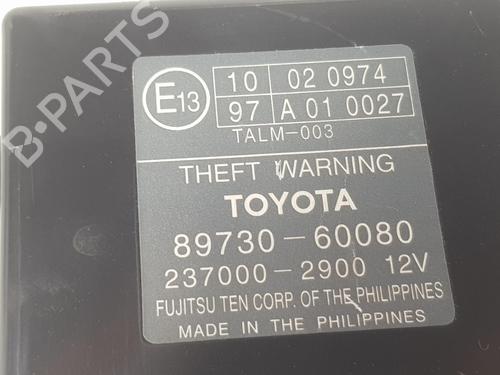 E13 10 02 0974
97 A 01 0027
TALM-003
THEFT WARNING
TOYOTA
89730-60080
237000-2900 12V
FUJITSU TEN CORP. OF THE PHILIPPINES
MADE IN THE PHILIPPINES